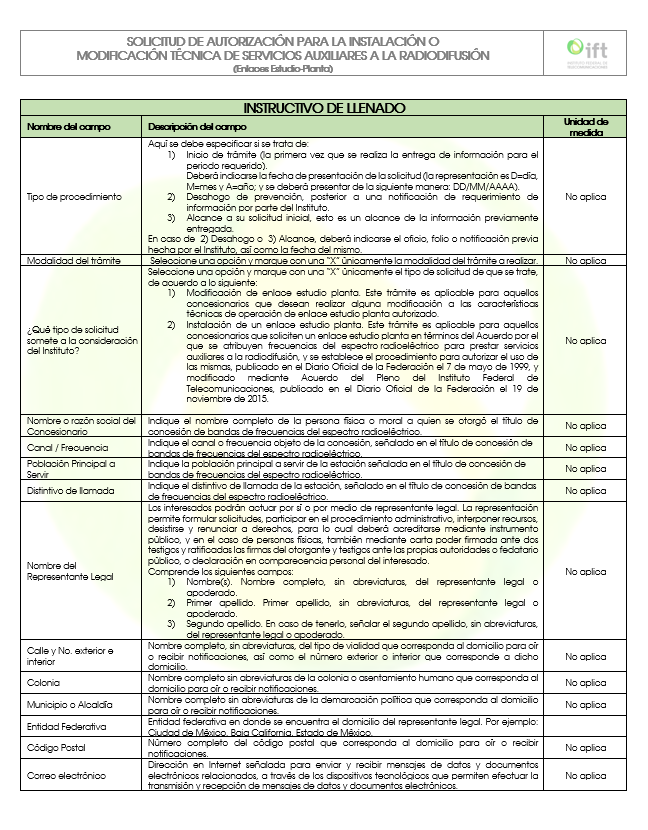 SOLICITUD DE AUTORIZACIÓN PARA LA INSTALACIÓN O
MODIFICACIÓN TÉCNICA DE SERVICIOS AUXILIARES A LA RADIODIFUSIÓN
(Enlaces Estudio-Planta)
ift
INSTITUTO FEDERAL DE
TELECOMUNICACIONES
INSTRUCTIVO DE LLENADO
Nombre del campo
Descripción del campo
Unidad de
medida
Tipo de procedimiento
Aquí se debe especificar si se trata de:
1) Inicio de trámite (la primera vez que se realiza la entrega de información para el
periodo requerido).
Deberá indicarse la fecha de presentación de la solicitud (la representación es D=día,
M=mes y A=año; y se deberá presentar de la siguiente manera: DD/MM/AAAA).
2) Desahogo de prevención, posterior a una notificación de requerimiento de
información por parte del Instituto.
3) Alcance a su solicitud inicial, esto es un alcance de la información previamente
entregada.
En caso de 2) Desahogo o 3) Alcance, deberá indicarse el oficio, folio o notificación previa
hecha por el Instituto, así como la fecha del mismo.
No aplica
Modalidad del trámite
Seleccione una opción y marque con una "X" únicamente la modalidad del trámite a realizar.
No aplica
¿Qué tipo de solicitud
somete a la consideración
del Instituto?
Seleccione una opción y marque con una "X" únicamente el tipo de solicitud de que se trate,
de acuerdo a lo siguiente:
1) Modificación de enlace estudio planta. Este trámite es aplicable para aquellos
concesionarios que desean realizar alguna modificación a las características
técnicas de operación de enlace estudio planta autorizado.
2) Instalación de un enlace estudio planta. Este trámite es aplicable para aquellos
concesionarios que soliciten un enlace estudio planta en términos del Acuerdo por el
que se atribuyen frecuencias del espectro radioeléctrico para prestar servicios
auxiliares a la radiodifusión, y se establece el procedimiento para autorizar el uso de
las mismas, publicado en el Diario Oficial de la Federación el 7 de mayo de 1999, y
modificado mediante Acuerdo del Pleno del Instituto Federal de
Telecomunicaciones, publicado en el Diario Oficial de la Federación el 19 de
noviembre de 2015.
No aplica
Nombre o razón social del
Concesionario
Indique el nombre completo de la persona física o moral a quien se otorgó el título de
concesión de bandas de frecuencias del espectro radioeléctrico.
No aplica
Canal / Frecuencia
Indique el canal o frecuencia objeto de la concesión, señalado en el título de concesión de
bandas de frecuencias del espectro radioeléctrico.
No aplica
Población Principal a
Servir
Indique la población principal a servir de la estación señalada en el título de concesión de
bandas de frecuencias del espectro radioeléctrico.
No aplica
Distintivo de llamada
Indique el distintivo de llamada de la estación, señalado en el título de concesión de bandas
de frecuencias del espectro radioeléctrico.
No aplica
Nombre del
Representante Legal
Los interesados podrán actuar por sí o por medio de representante legal. La representación
permite formular solicitudes, participar en el procedimiento administrativo, interponer recursos,
desistirse y renunciar a derechos, para lo cual deberá acreditarse mediante instrumento
público, y en el caso de personas físicas, también mediante carta poder firmada ante dos
testigos y ratificadas las firmas del otorgante y testigos ante las propias autoridades o fedatario
público, o declaración en comparecencia personal del interesado.
Comprende los siguientes campos:
1) Nombre(s). Nombre completo, sin abreviaturas, del representante legal o
apoderado.
2) Primer apellido. Primer apellido, sin abreviaturas, del representante legal o
apoderado.
3) Segundo apellido. En caso de tenerlo, señalar el segundo apellido, sin abreviaturas,
del representante legal o apoderado.
No aplica
Calle y No. exterior e
interior
Nombre completo, sin abreviaturas, del tipo de vialidad que corresponda al domicilio para oír
o recibir notificaciones, así como el número exterior o interior que corresponde a dicho
domicilio.
No aplica
Colonia
Nombre completo sin abreviaturas de la colonia o asentamiento humano que corresponda al
domicilio para oír o recibir notificaciones.
No aplica
Municipio o Alcaldía
Nombre completo sin abreviaturas de la demarcación política que corresponda al domicilio
para oír o recibir notificaciones.
No aplica
Entidad Federativa
Entidad federativa en donde se encuentra el domicilio del representante legal. Por ejemplo:
Ciudad de México, Baja California, Estado de México.
Código Postal
Número completo del código postal que corresponda al domicilio para oír o recibir
notificaciones.
No aplica
Correo electrónico
Dirección en Internet señalada para enviar y recibir mensajes de datos y documentos
electrónicos relacionados, a través de los dispositivos tecnológicos que permiten efectuar la
transmisión y recepción de mensajes de datos y documentos electrónicos.
No aplica